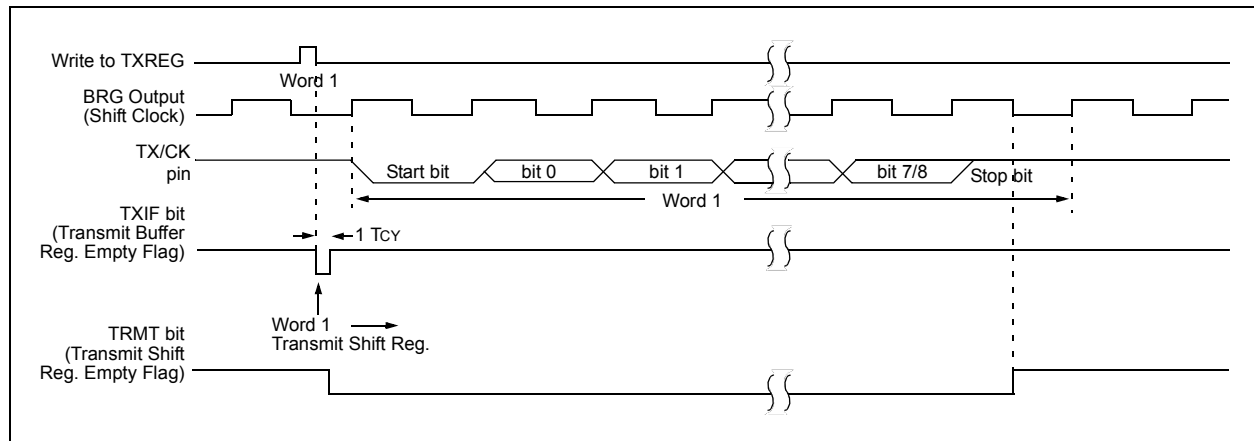 Write to TXREG
Word 1
BRG Output
(Shift Clock)
TX/CK
pin
Start bit
bit 0
bit 1
bit 7/8
Stop bit
Word 1
TXIF bit
(Transmit Buffer
Reg. Empty Flag)
1 TCY
Word 1
Transmit Shift Reg.
TRMT bit
(Transmit Shift
Reg. Empty Flag)